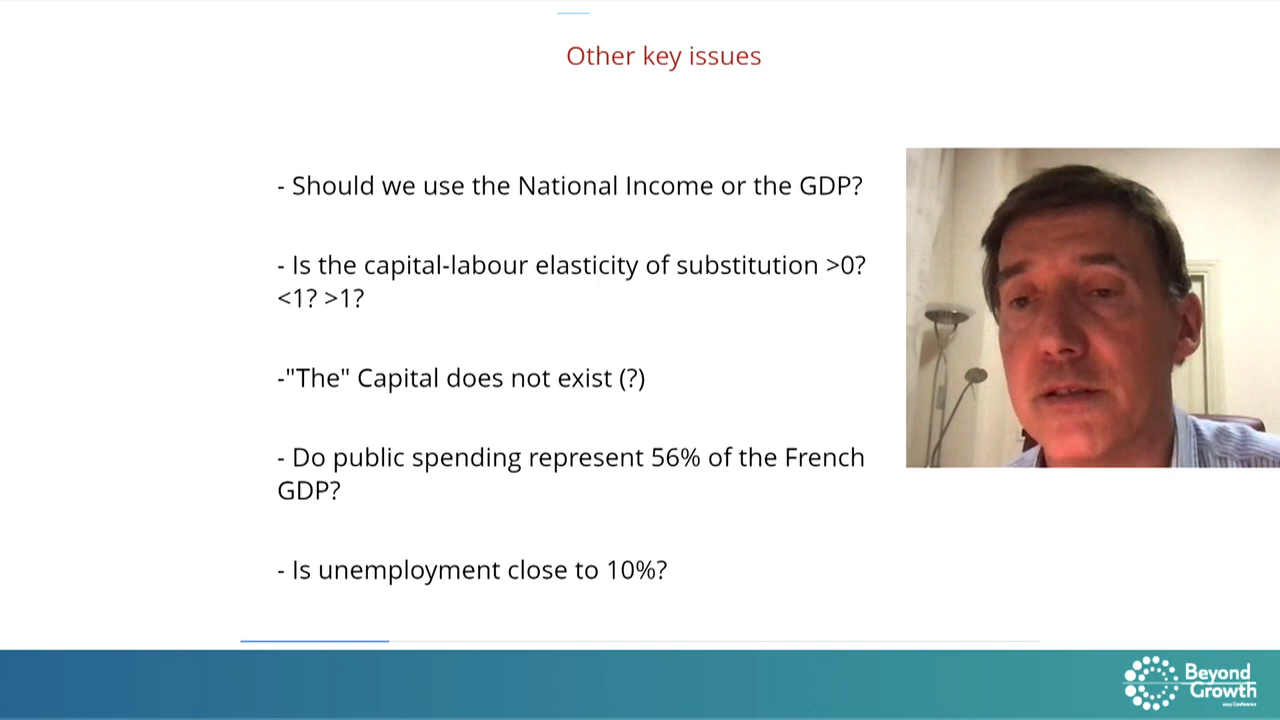 Other key issues
- Should we use the National Income or the GDP?
- Is the capital-labour elasticity of substitution >0?
<1? >1?
-"The" Capital does not exist (?)
- Do public spending represent 56% of the French
GDP?
- Is unemployment close to 10%?
Beyond
Growth